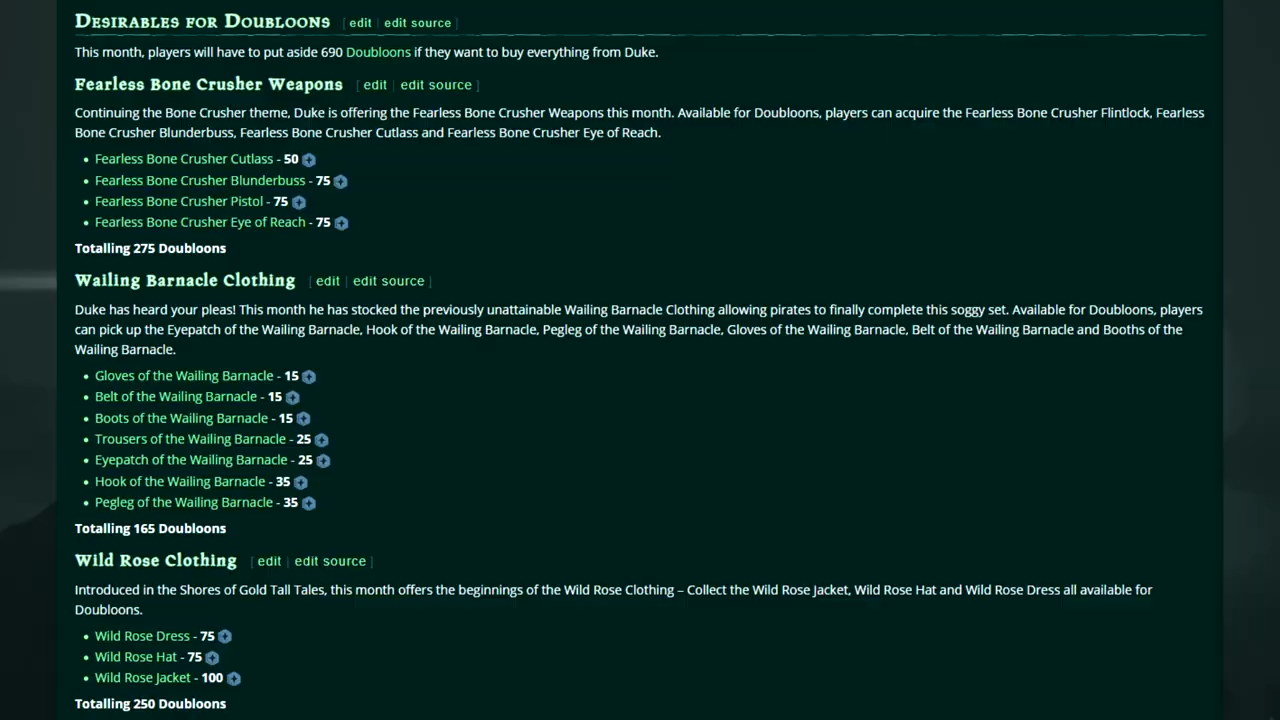 Desirables for Doubloons [ edit | edit source ]
This month, players will have to put aside 690 Doubloons if they want to buy everything from Duke.
Fearless Bone Crusher Weapons [ edit | edit source ]
Continuing the Bone Crusher theme, Duke is offering the Fearless Bone Crusher Weapons this month. Available for Doubloons, players can acquire the Fearless Bone Crusher Flintlock, Fearless
Bone Crusher Blunderbuss, Fearless Bone Crusher Cutlass and Fearless Bone Crusher Eye of Reach.
• Fearless Bone Crusher Cutlass - 50
• Fearless Bone Crusher Blunderbuss - 75
• Fearless Bone Crusher Pistol - 75
• Fearless Bone Crusher Eye of Reach - 75
Totalling 275 Doubloons
Wailing Barnacle Clothing [ edit | edit source ]
Duke has heard your pleas! This month he has stocked the previously unattainable Wailing Barnacle Clothing allowing pirates to finally complete this soggy set. Available for Doubloons, players
can pick up the Eyepatch of the Wailing Barnacle, Hook of the Wailing Barnacle, Pegleg of the Wailing Barnacle, Gloves of the Wailing Barnacle, Belt of the Wailing Barnacle and Booths of the
Wailing Barnacle.
• Gloves of the Wailing Barnacle - 15
• Belt of the Wailing Barnacle - 15
• Boots of the Wailing Barnacle - 15
• Trousers of the Wailing Barnacle - 25
• Eyepatch of the Wailing Barnacle - 25
• Hook of the Wailing Barnacle - 35
• Pegleg of the Wailing Barnacle - 35
Totalling 165 Doubloons
Wild Rose Clothing [ edit | edit source ]
Introduced in the Shores of Gold Tall Tales, this month offers the beginnings of the Wild Rose Clothing – Collect the Wild Rose Jacket, Wild Rose Hat and Wild Rose Dress all available for
Doubloons.
• Wild Rose Dress - 75
• Wild Rose Hat - 75
• Wild Rose Jacket - 100
Totalling 250 Doubloons